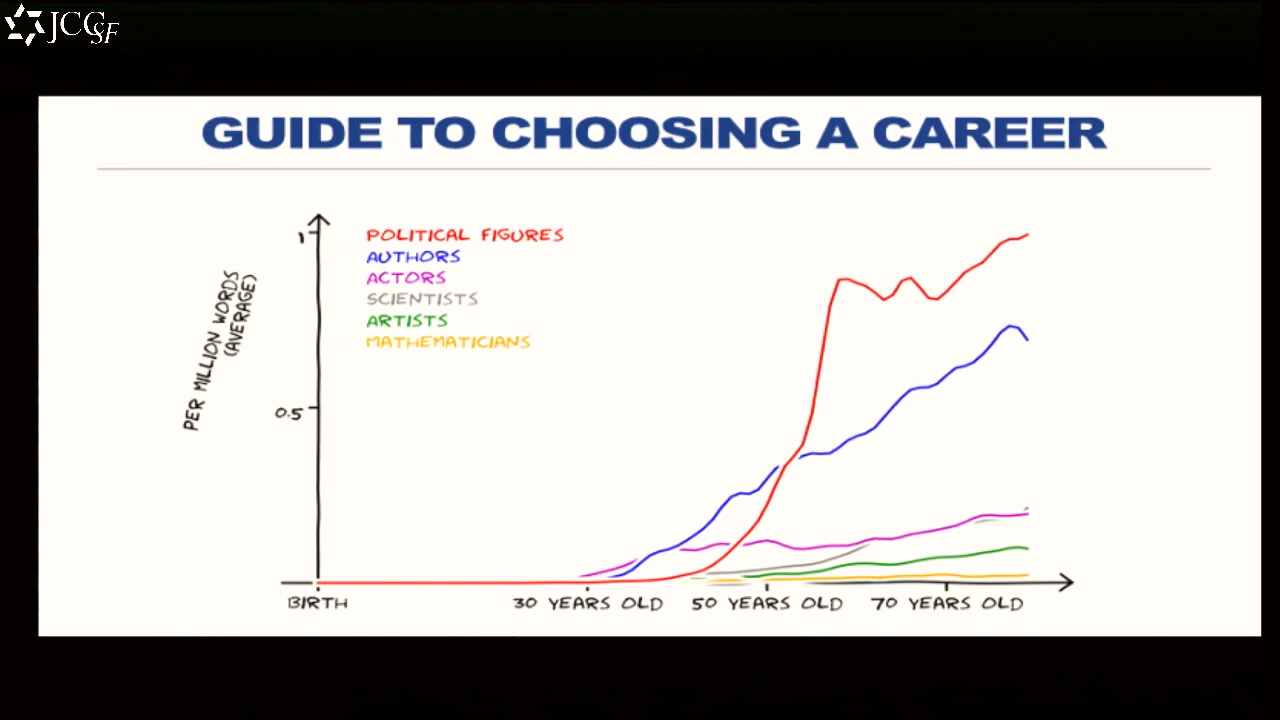 JCCSF
GUIDE TO CHOOSING A CAREER
1
POLITICAL FIGURES
AUTHORS
ACTORS
SCIENTISTS
ARTISTS
MATHEMATICIANS
PER MILLION WORDS
(AVERAGE)
0.5
BIRTH
30 YEARS OLD
50 YEARS OLD
70 YEARS OLD